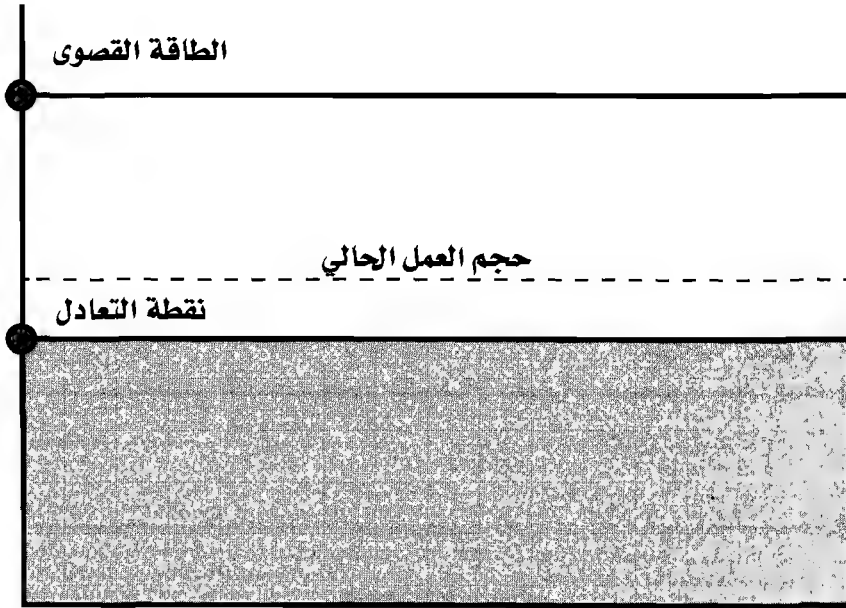 الطاقة القصوى
حجم العمل الحالي
نقطة التعادل